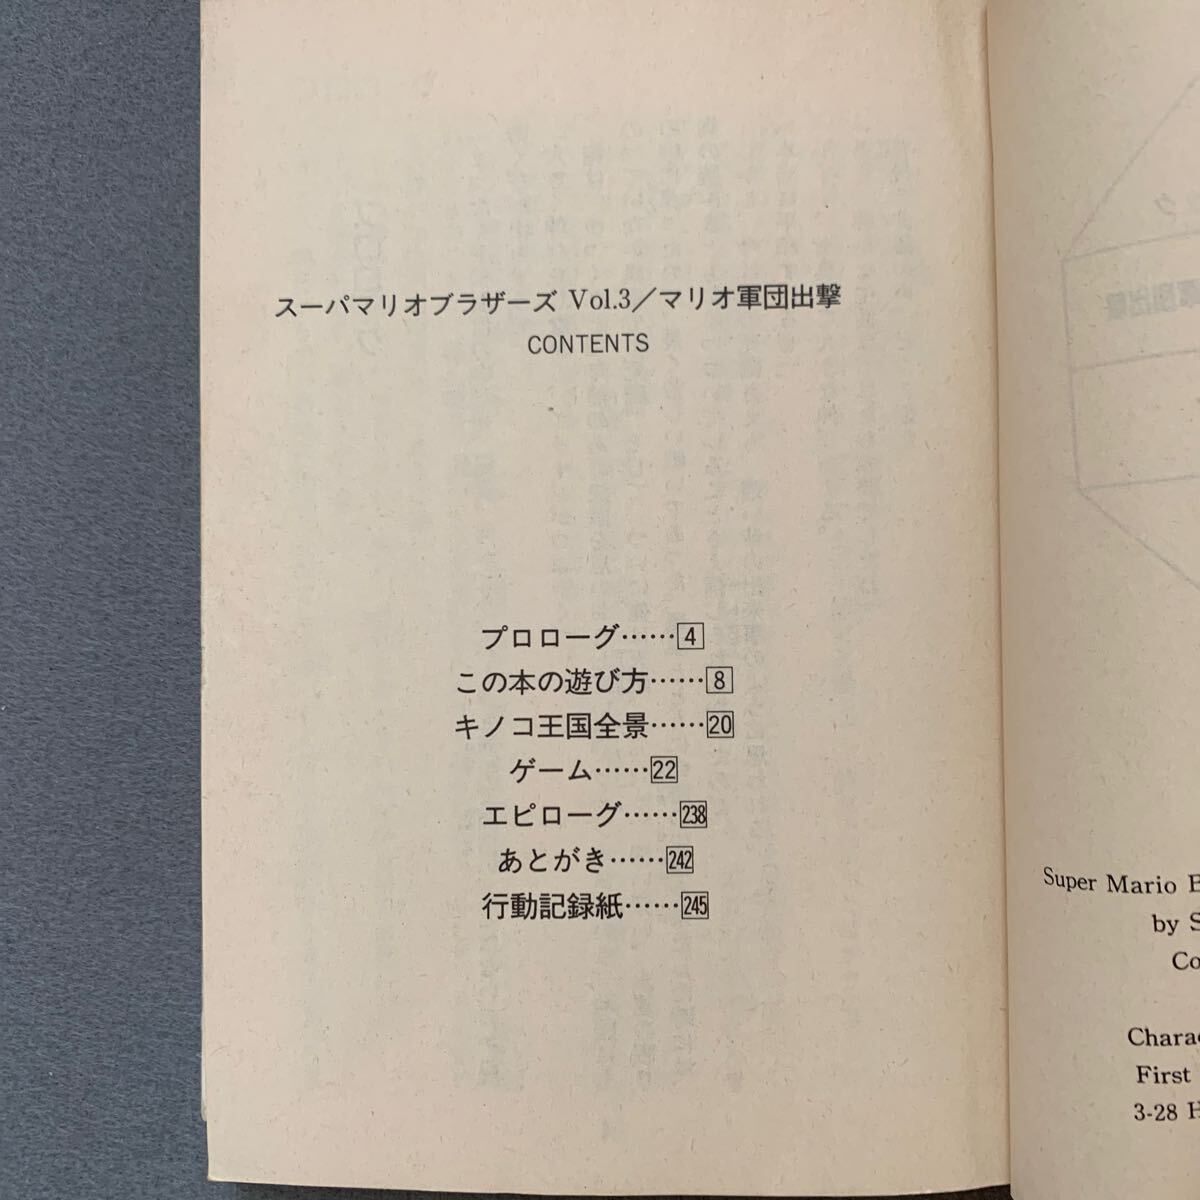 スーパマリオブラザーズ Vol.3／マリオ軍団出撃
CONTENTS
プロローグ……4
この本の遊び方……8
キノコ王国全景……20
ゲーム……22
エピローグ……238
あとがき……242
行動記録紙……245
Super Mario B
by S
Co
Charac
First
3-28 H